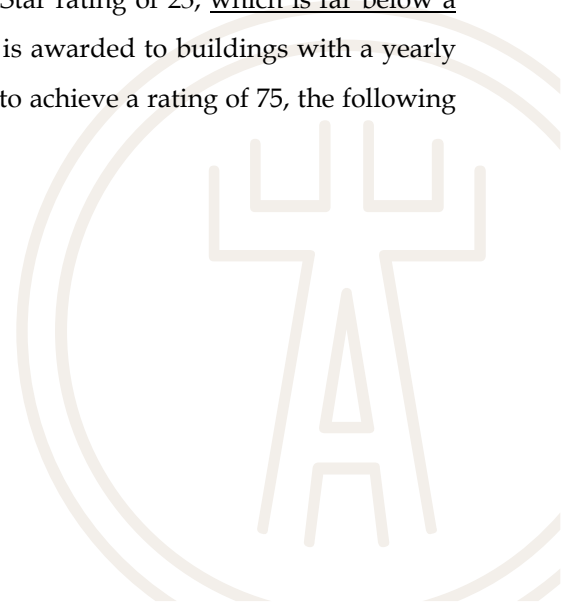 Star rating of 25, which is far below a
is awarded to buildings with a yearly
to achieve a rating of 75, the following